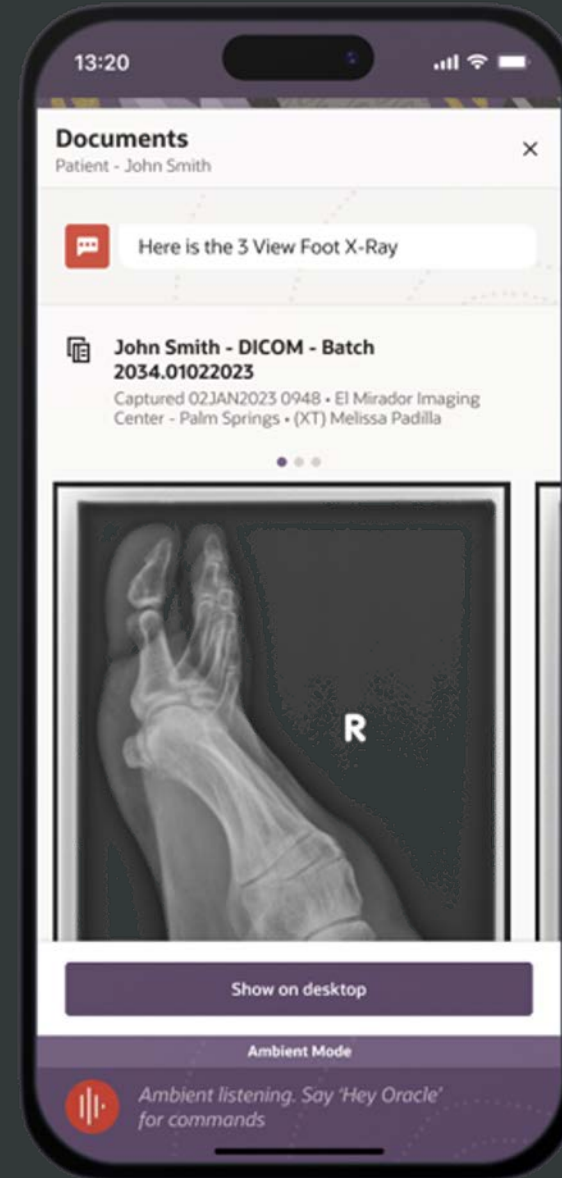 13:20
Documents
Patient - John Smith
Here is the 3 View Foot X-Ray
John Smith - DICOM - Batch
2034.01022023
Captured 02JAN2023 0948 • El Mirador Imaging
Center - Palm Springs • (XT) Melissa Padilla
R
Show on desktop
Ambient Mode
Ambient listening. Say ‘Hey Oracle’
for commands